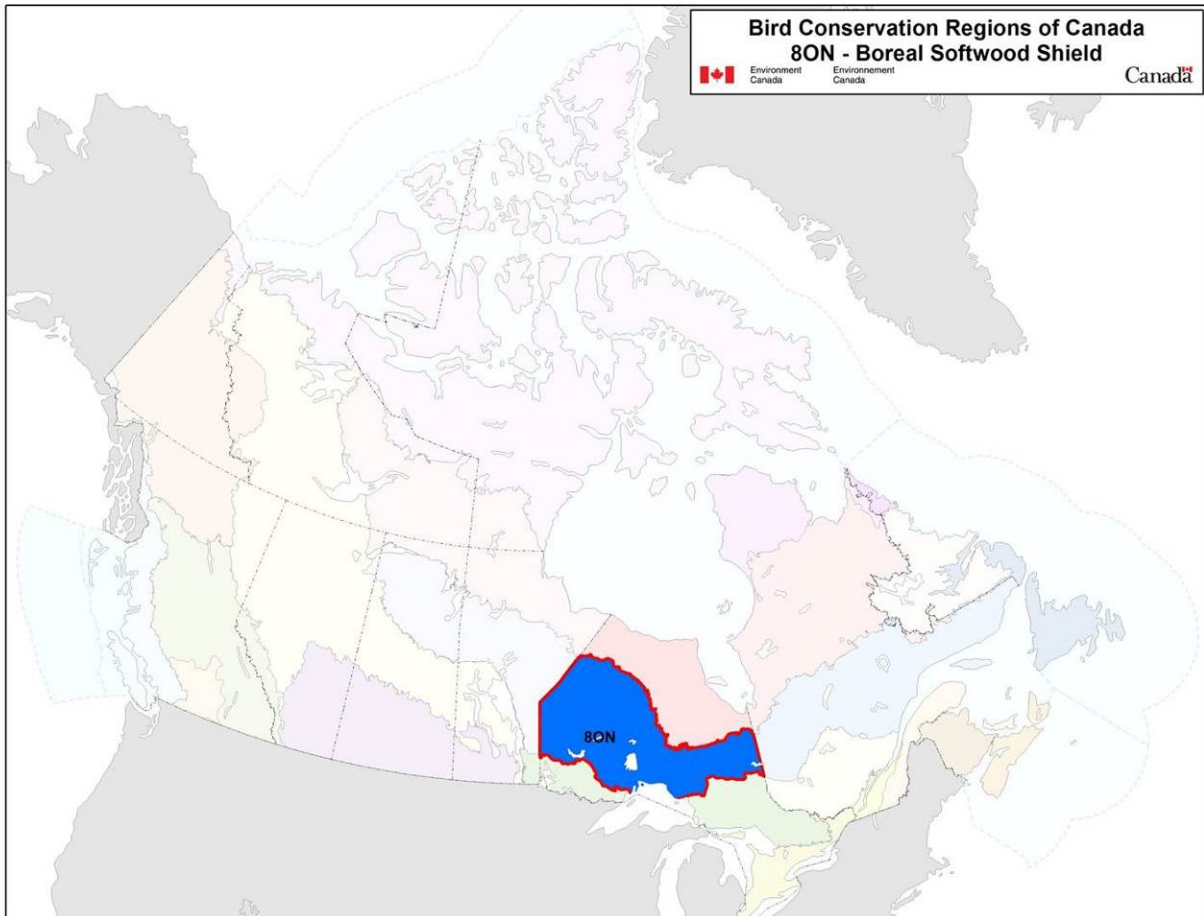 Bird Conservation Regions of Canada
8ON - Boreal Softwood Shield
Environment Canada
Environnement Canada
Canada
8ON